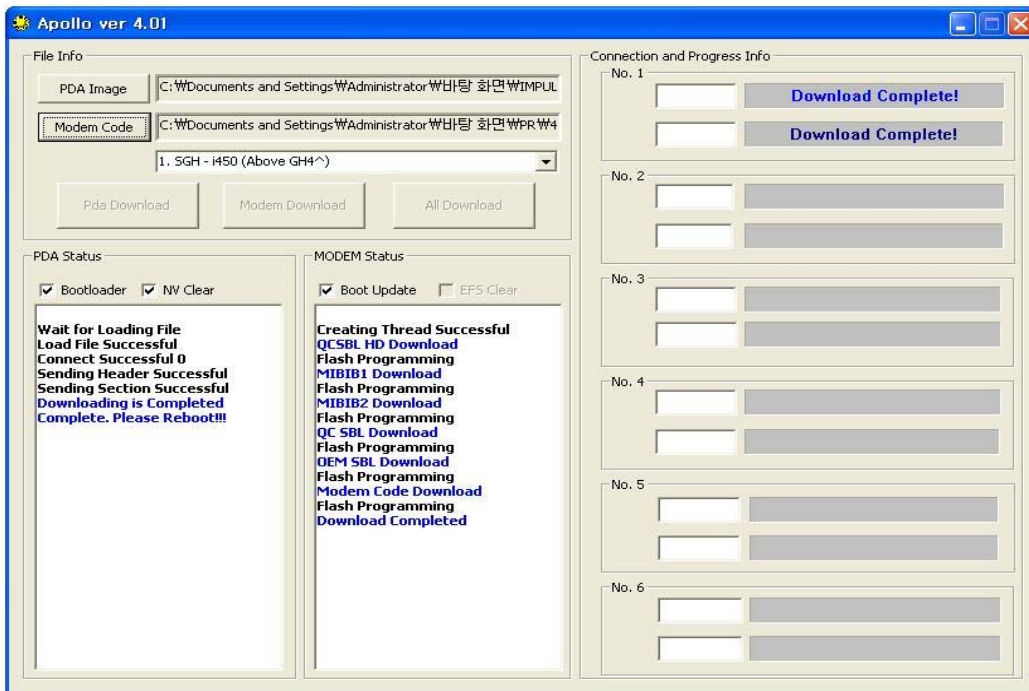 Apollo ver 4.01
File Info
PDA Image
C:₩Documents and Settings₩Administrator₩바탕 화면₩IMPUL
Modem Code
C:₩Documents and Settings₩Administrator₩바탕 화면₩PR₩4
1. SGH - i450 (Above GH4^)
Pda Download
Modem Download
All Download
PDA Status
Bootloader
NV Clear
Wait for Loading File
Load File Successful
Connect Successful 0
Sending Header Successful
Sending Section Successful
Downloading is Completed
Complete. Please Reboot!!!
MODEM Status
Boot Update
EFS Clear
Creating Thread Successful
QCSBL HD Download
Flash Programming
MIBIB1 Download
Flash Programming
MIBIB2 Download
Flash Programming
QC SBL Download
Flash Programming
OEM SBL Download
Flash Programming
Modem Code Download
Flash Programming
Download Completed
Connection and Progress Info
No. 1
Download Complete!
Download Complete!
No. 2
No. 3
No. 4
No. 5
No. 6